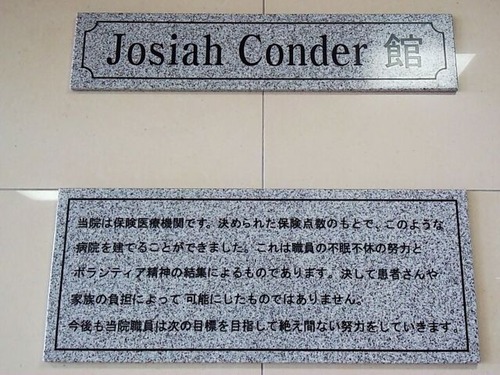 Josiah Conder 館
当院は保険医療機関です。決められた保険点数のもとで、このような
病院を建てることができました。これは職員の不眠不休の努力と
ボランティア精神の結集によるものであります。決して患者さんや
家族の負担によって可能にしたものではありません。
今後も当院職員は次の目標を目指して絶え間ない努力をしていきます。